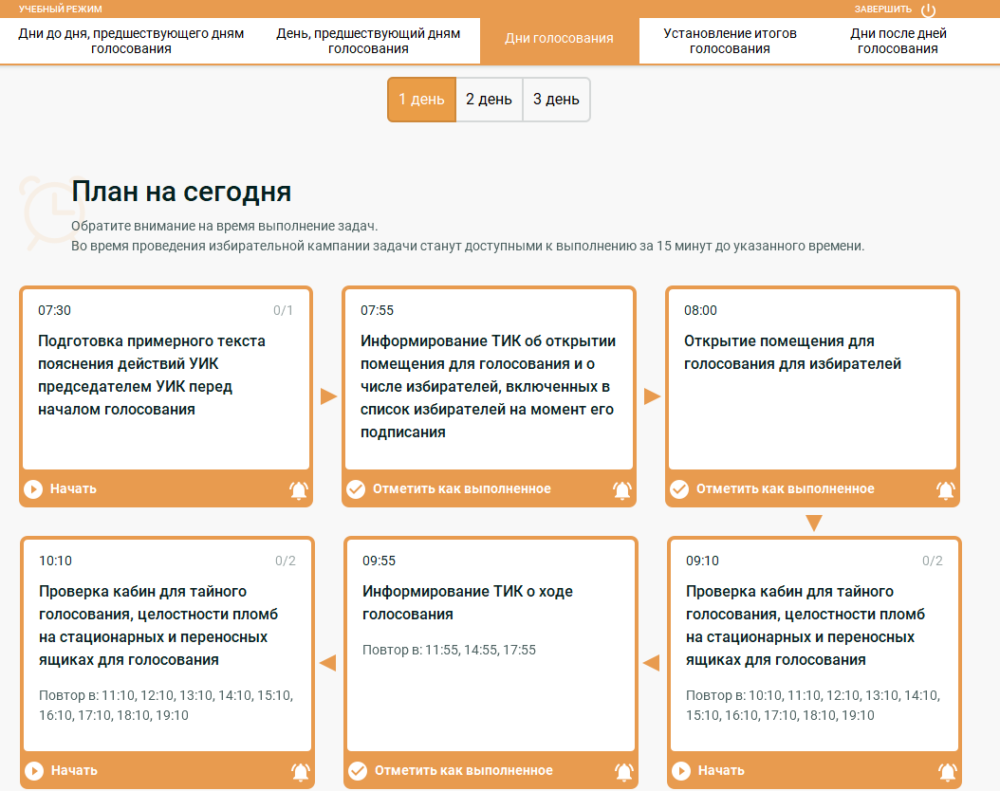 УЧЕБНЫЙ РЕЖИМ
ЗАВЕРШИТЬ
Дни до дня, предшествующего дням
голосования
День, предшествующий дням
голосования
Дни голосования
Установление итогов
голосования
Дни после дней
голосования
1 день
2 день
3 день
План на сегодня
Обратите внимание на время выполнение задач.
Во время проведения избирательной кампании задачи станут доступными к выполнению за 15 минут до указанного времени.
07:30
0/1
Подготовка примерного текста
пояснения действий УИК
председателем УИК перед
началом голосования
Начать
07:55
Информирование ТИК об открытии
помещения для голосования и о
числе избирателей, включенных в
список избирателей на момент его
подписания
Отметить как выполненное
08:00
Открытие помещения для
голосования для избирателей
Отметить как выполненное
10:10
0/2
Проверка кабин для тайного
голосования, целостности пломб
на стационарных и переносных
ящиках для голосования
Повтор в: 11:10, 12:10, 13:10, 14:10, 15:10,
16:10, 17:10, 18:10, 19:10
Начать
09:55
Информирование ТИК о ходе
голосования
Повтор в: 11:55, 14:55, 17:55
Отметить как выполненное
09:10
0/2
Проверка кабин для тайного
голосования, целостности пломб
на стационарных и переносных
ящиках для голосования
Повтор в: 10:10, 11:10, 12:10, 13:10, 14:10,
15:10, 16:10, 17:10, 18:10, 19:10
Начать